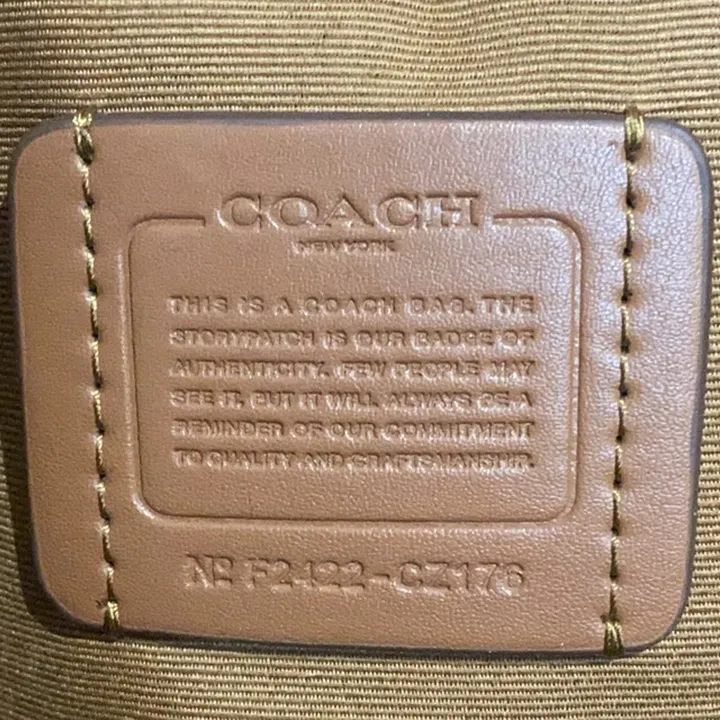 COACH
NEW YORK
THIS IS A COACH BAG. THE
STORYPATCH IS OUR BADGE OF
AUTHENTICITY. FEW PEOPLE MAY
SEE IT, BUT IT WILL ALWAYS BE A
REMINDER OF OUR COMMITMENT
TO QUALITY AND CRAFTSMANSHIP.
Nº F2422-CZ176